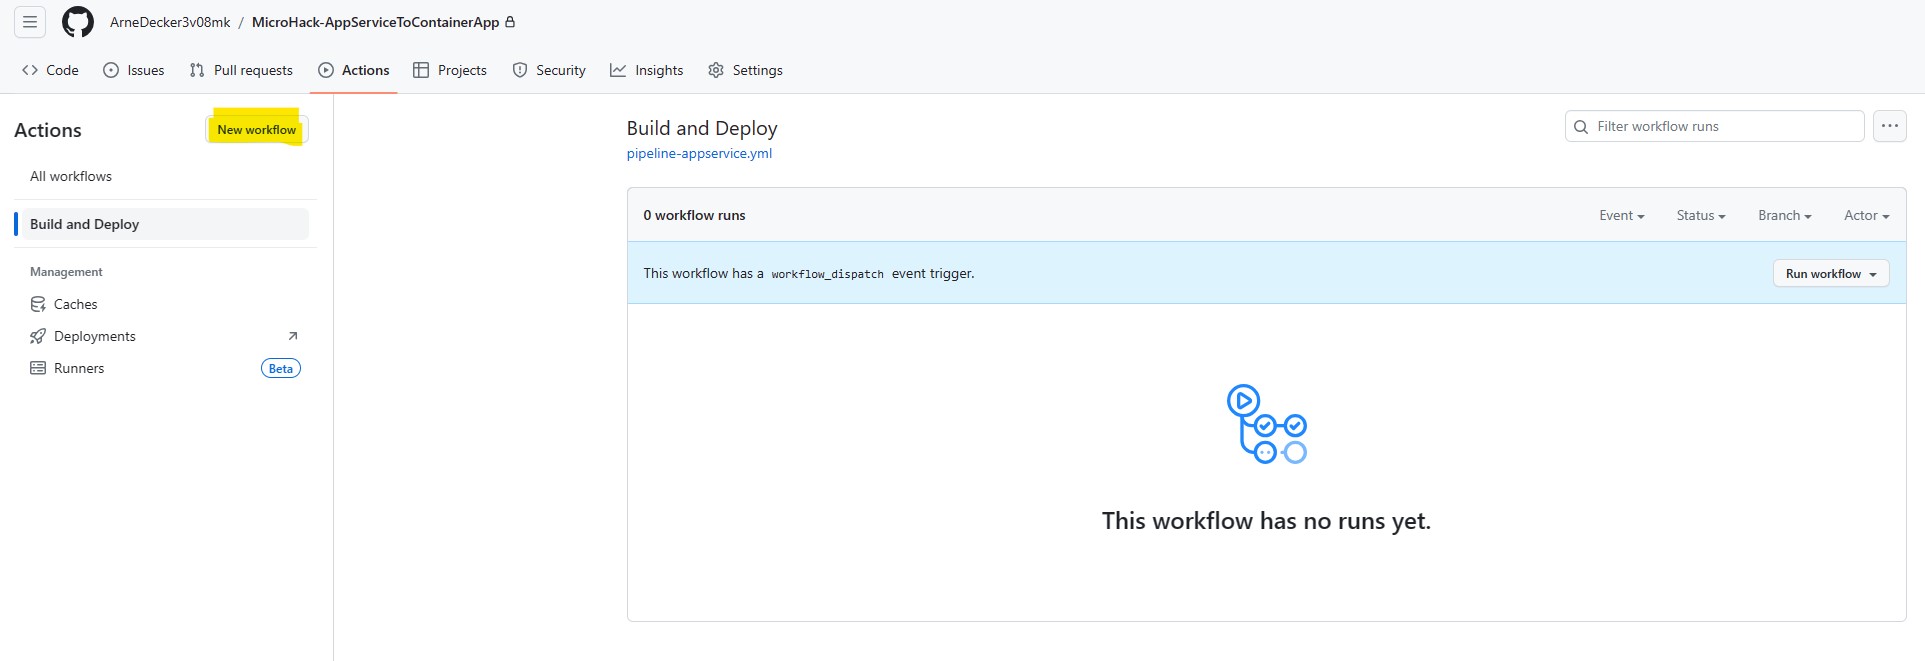 ArneDecker3v08mk / MicroHack-AppServiceToContainerApp
Code Issues Pull requests Actions Projects Security Insights Settings
Actions New workflow
All workflows
Build and Deploy
Management
Caches
Deployments
Runners Beta
Build and Deploy
pipeline-appservice.yml
Filter workflow runs
0 workflow runs Event Status Branch Actor
This workflow has a workflow_dispatch event trigger. Run workflow
This workflow has no runs yet.